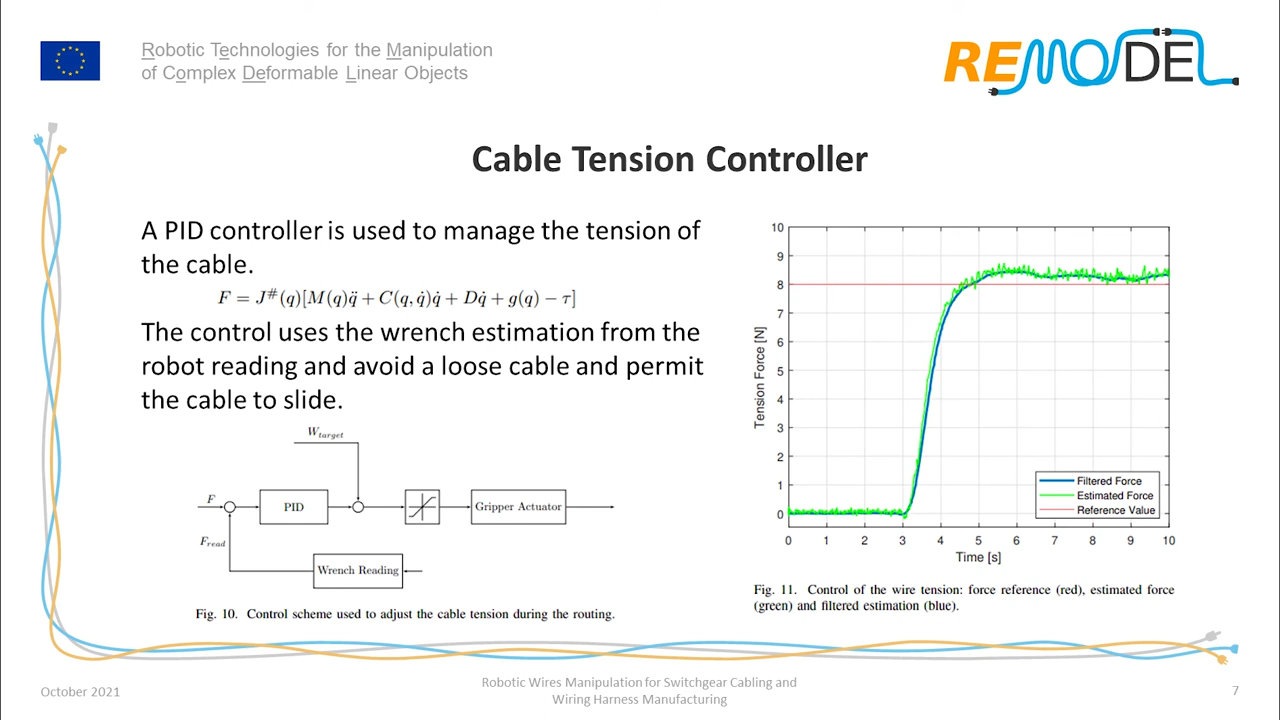 Robotic Technologies for the Manipulation
of Complex Deformable Linear Objects
REMODEL
Cable Tension Controller
A PID controller is used to manage the tension of
the cable.
F = J^#(q)[M(q)q̈ + C(q, q̇)q̇ + Dq̇ + g(q) − τ]
The control uses the wrench estimation from the
robot reading and avoid a loose cable and permit
the cable to slide.
W_target
F
PID
Gripper Actuator
F_read
Wrench Reading
Fig. 10. Control scheme used to adjust the cable tension during the routing.
10
9
8
7
6
5
4
3
2
1
0
Tension Force [N]
Filtered Force
Estimated Force
Reference Value
0 1 2 3 4 5 6 7 8 9 10
Time [s]
Fig. 11. Control of the wire tension: force reference (red), estimated force
(green) and filtered estimation (blue).
October 2021
Robotic Wires Manipulation for Switchgear Cabling and
Wiring Harness Manufacturing
7